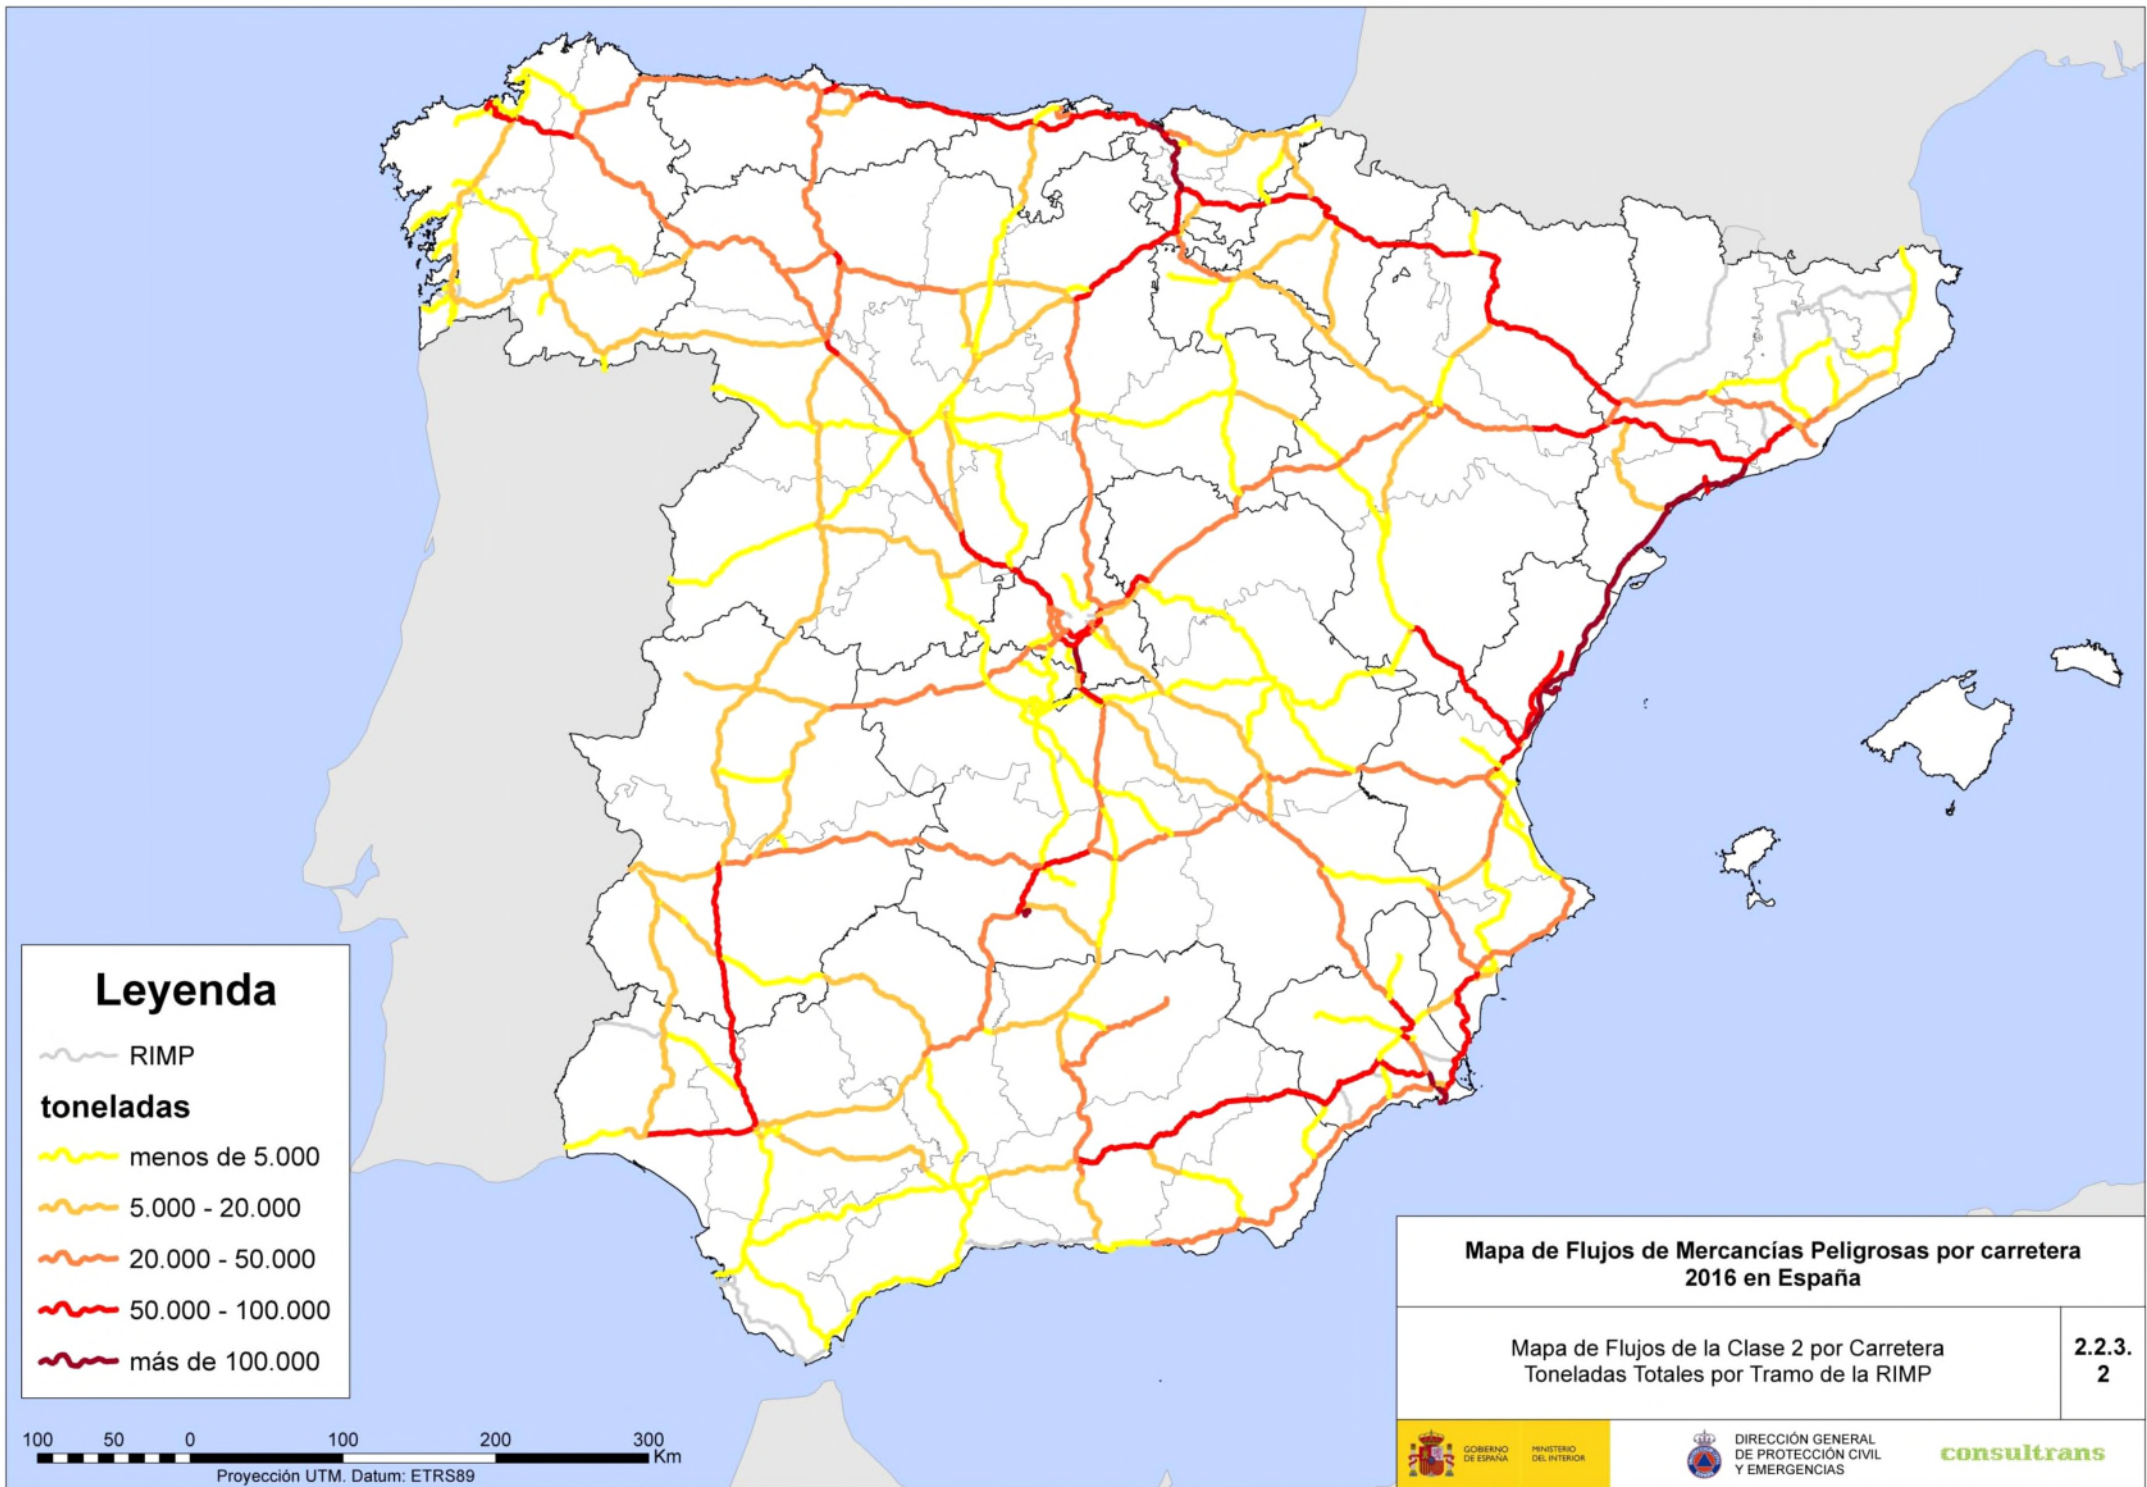 Leyenda
RIMP
toneladas
menos de 5.000
5.000 - 20.000
20.000 - 50.000
50.000 - 100.000
más de 100.000
100 50 0 100 200 300
Km
Proyección UTM. Datum: ETRS89
Mapa de Flujos de Mercancías Peligrosas por carretera
2016 en España
Mapa de Flujos de la Clase 2 por Carretera
Toneladas Totales por Tramo de la RIMP
2.2.3.
2
GOBIERNO
DE ESPAÑA
MINISTERIO
DEL INTERIOR
DIRECCIÓN GENERAL
DE PROTECCIÓN CIVIL
Y EMERGENCIAS
consultrans